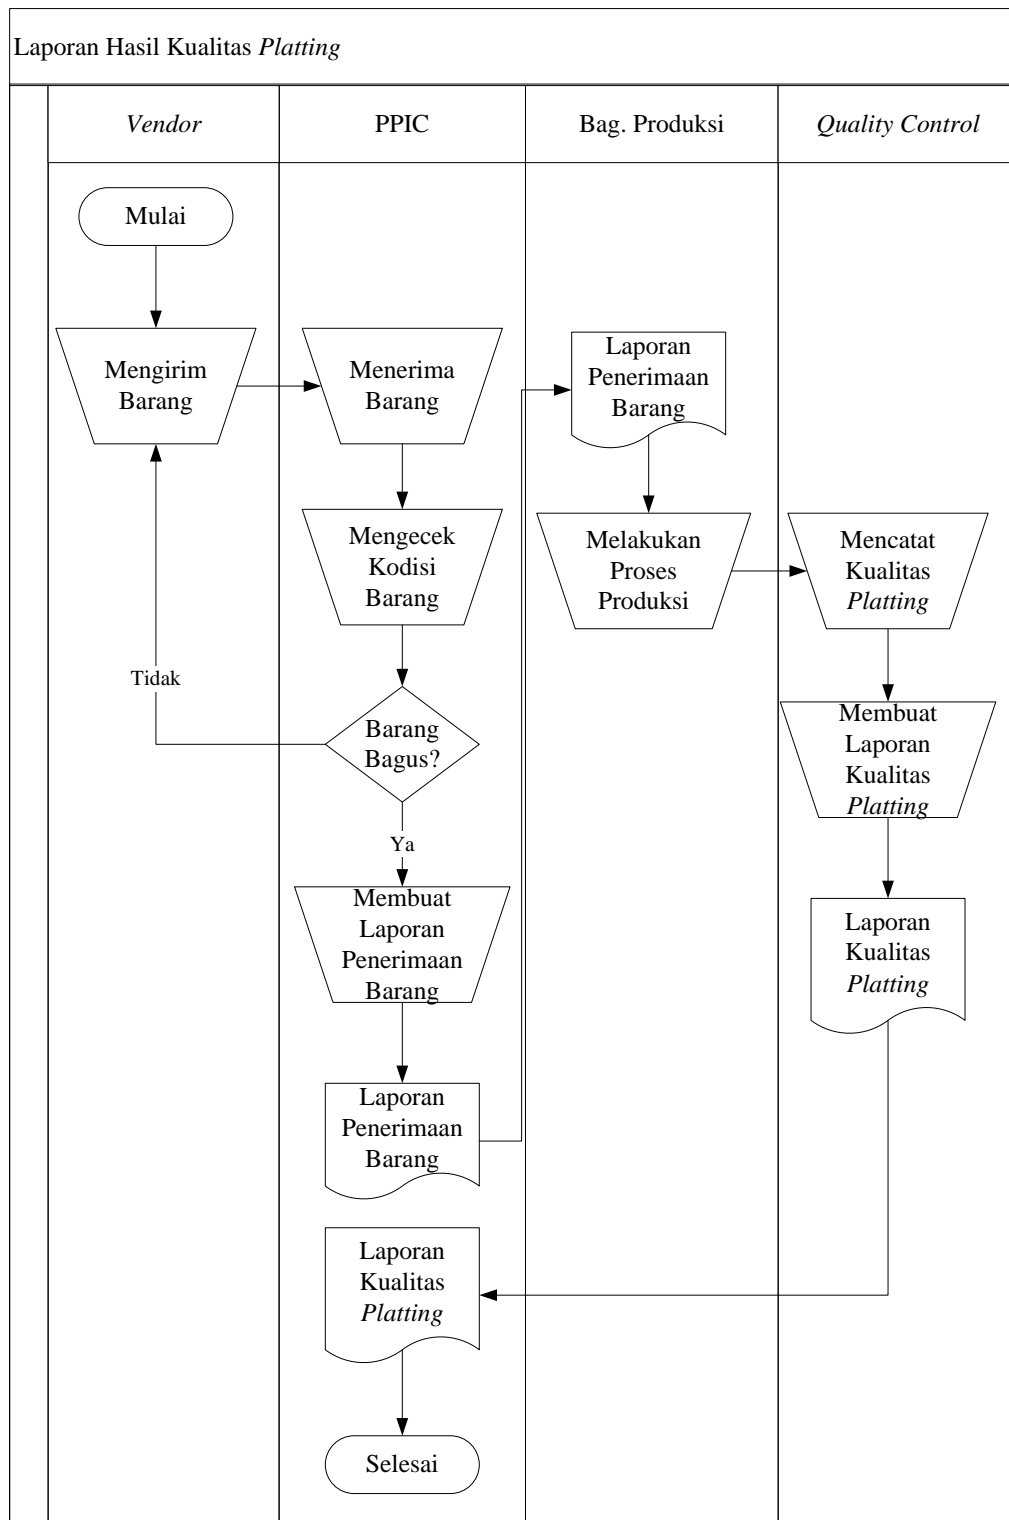 Laporan Hasil Kualitas Platting
Vendor
PPIC
Bag. Produksi
Quality Control
Mulai
Mengirim
Barang
Menerima
Barang
Laporan
Penerimaan
Barang
Mengecek
Kodisi
Barang
Melakukan
Proses
Produksi
Mencatat
Kualitas
Platting
Tidak
Barang
Bagus?
Membuat
Laporan
Kualitas
Platting
Ya
Membuat
Laporan
Penerimaan
Barang
Laporan
Kualitas
Platting
Laporan
Penerimaan
Barang
Laporan
Kualitas
Platting
Selesai